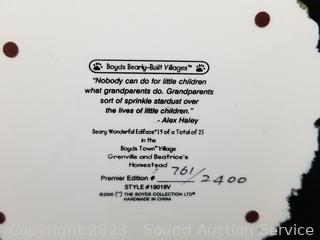 Boyds Bearly-Built Villages™
"Nobody can do for little children
what grandparents do. Grandparents
sort of sprinkle stardust over
the lives of little children."
- Alex Haley
Beary Wonderful Edifface #19 of a Total of 25
in the
Boyds Town™ Village
Grenville and Beatrice's
Homestead
Premier Edition # 761/2400
STYLE #19019V
©2000 THE BOYDS COLLECTION LTD®
HANDMADE IN CHINA
Copyright 2023 - Sound Auction Service